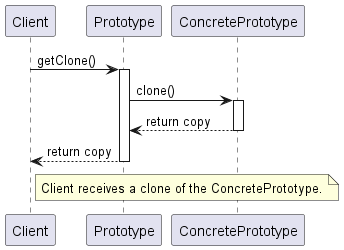 Client Prototype ConcretePrototype
getClone()
clone()
return copy
return copy
Client receives a clone of the ConcretePrototype.
Client Prototype ConcretePrototype